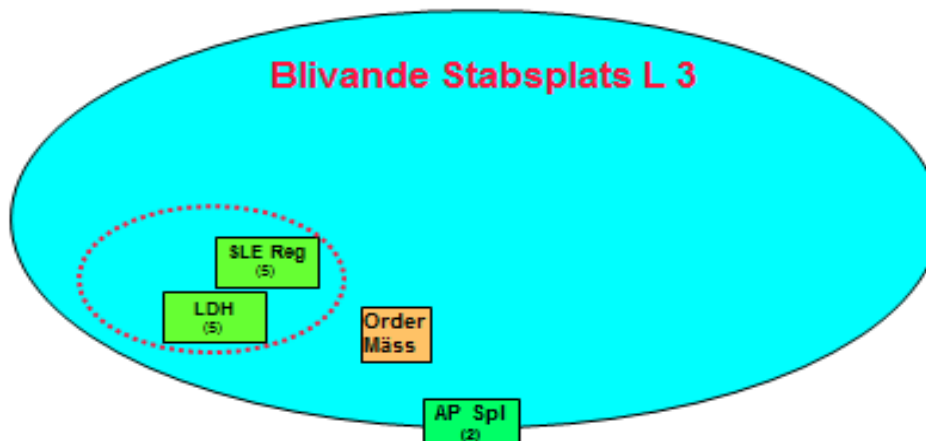 Blivande Stabsplats L 3
SLE Reg
(5)
LDH
(5)
Order
Mäss
AP Spl
(2)